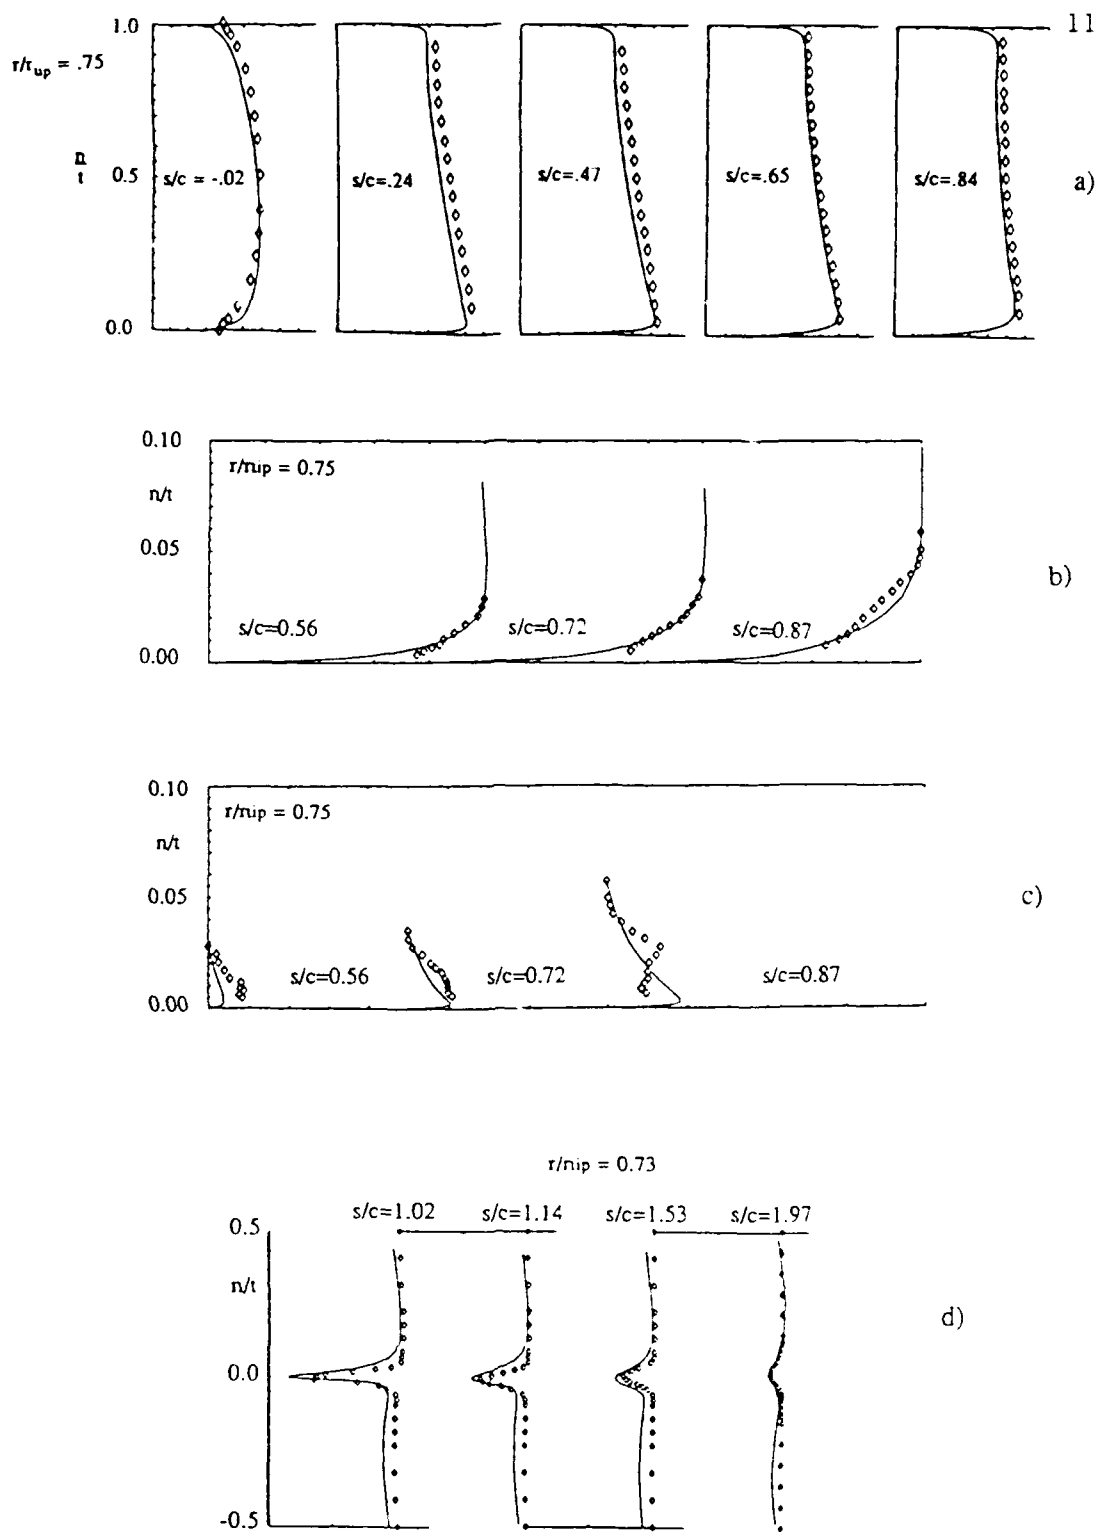 11
1.0
r/r_up = .75
n
t
0.5
s/c = -.02
s/c=.24
s/c=.47
s/c=.65
s/c=.84
a)
0.0
0.10
r/rtip = 0.75
n/t
0.05
b)
s/c=0.56
s/c=0.72
s/c=0.87
0.00
0.10
r/rtip = 0.75
n/t
0.05
c)
s/c=0.56
s/c=0.72
s/c=0.87
0.00
r/rtip = 0.73
s/c=1.02
s/c=1.14
s/c=1.53
s/c=1.97
0.5
n/t
d)
0.0
-0.5